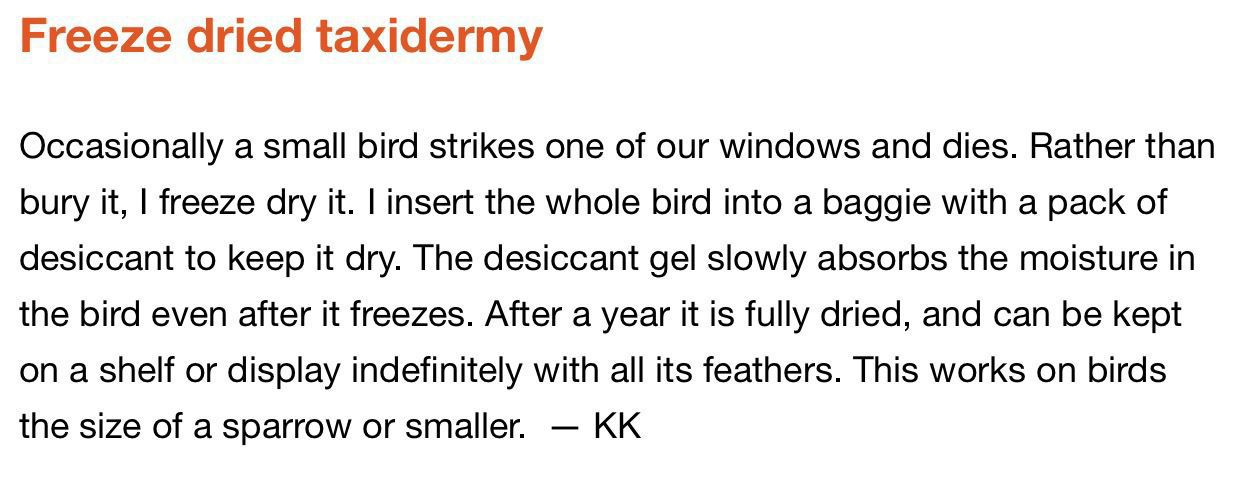 Freeze dried taxidermy
Occasionally a small bird strikes one of our windows and dies. Rather than
bury it, I freeze dry it. I insert the whole bird into a baggie with a pack of
desiccant to keep it dry. The desiccant gel slowly absorbs the moisture in
the bird even after it freezes. After a year it is fully dried, and can be kept
on a shelf or display indefinitely with all its feathers. This works on birds
the size of a sparrow or smaller.  — KK